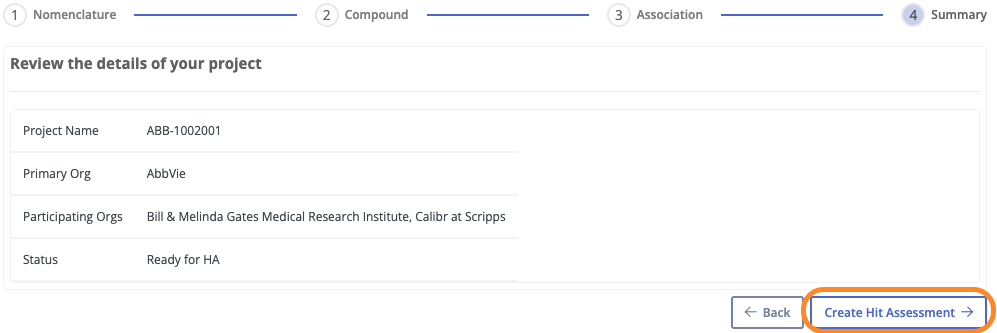 1 Nomenclature 2 Compound 3 Association 4 Summary
Review the details of your project
Project Name ABB-1002001
Primary Org AbbVie
Participating Orgs Bill & Melinda Gates Medical Research Institute, Calibr at Scripps
Status Ready for HA
← Back Create Hit Assessment →